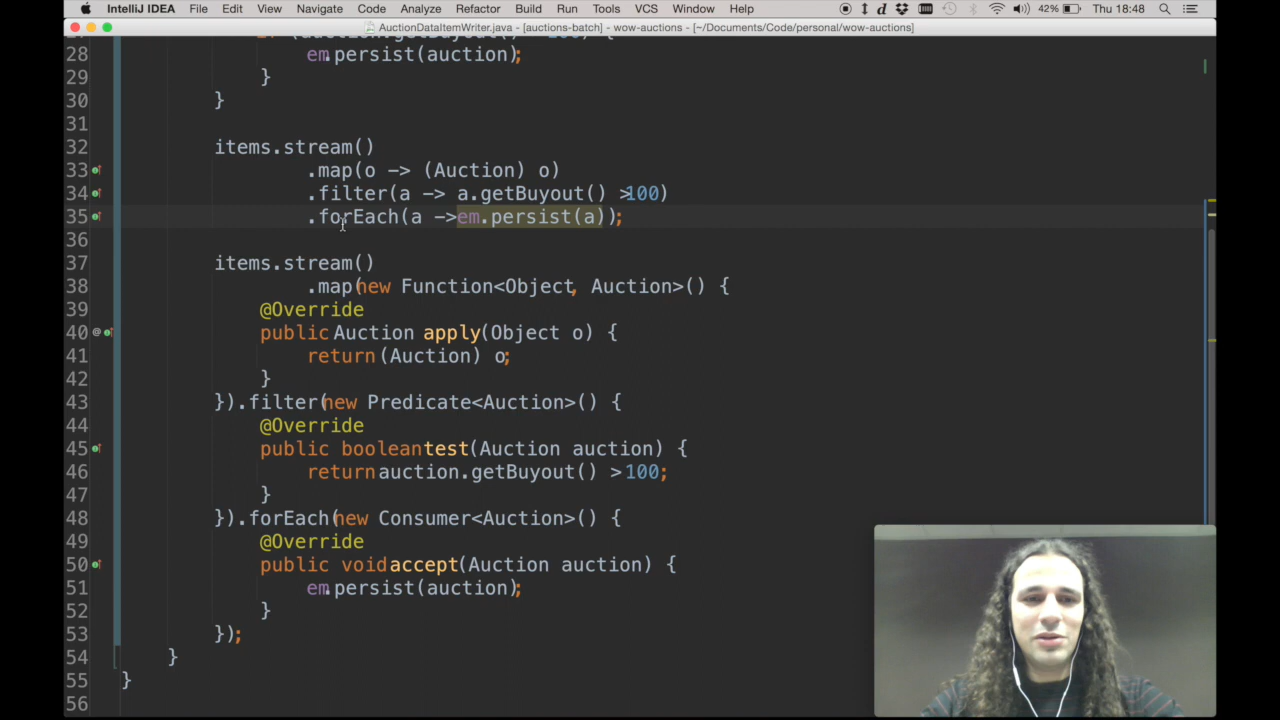 IntelliJ IDEA File Edit View Navigate Code Analyze Refactor Build Run Tools VCS Window Help 42% Thu 18:48
AuctionDataItemWriter.java - [auctions-batch] - wow-auctions - [~/Documents/Code/personal/wow-auctions]
28 em.persist(auction);
29 }
30 }
31
32 items.stream()
33 .map(o -> (Auction) o)
34 .filter(a -> a.getBuyout() >100)
35 .forEach(a ->em.persist(a));
36
37 items.stream()
38 .map(new Function<Object, Auction>() {
39 @Override
40 @ public Auction apply(Object o) {
41 return (Auction) o;
42 }
43 }).filter(new Predicate<Auction>() {
44 @Override
45 public boolean test(Auction auction) {
46 return auction.getBuyout() >100;
47 }
48 }).forEach(new Consumer<Auction>() {
49 @Override
50 public void accept(Auction auction) {
51 em.persist(auction);
52 }
53 });
54 }
55 }
56